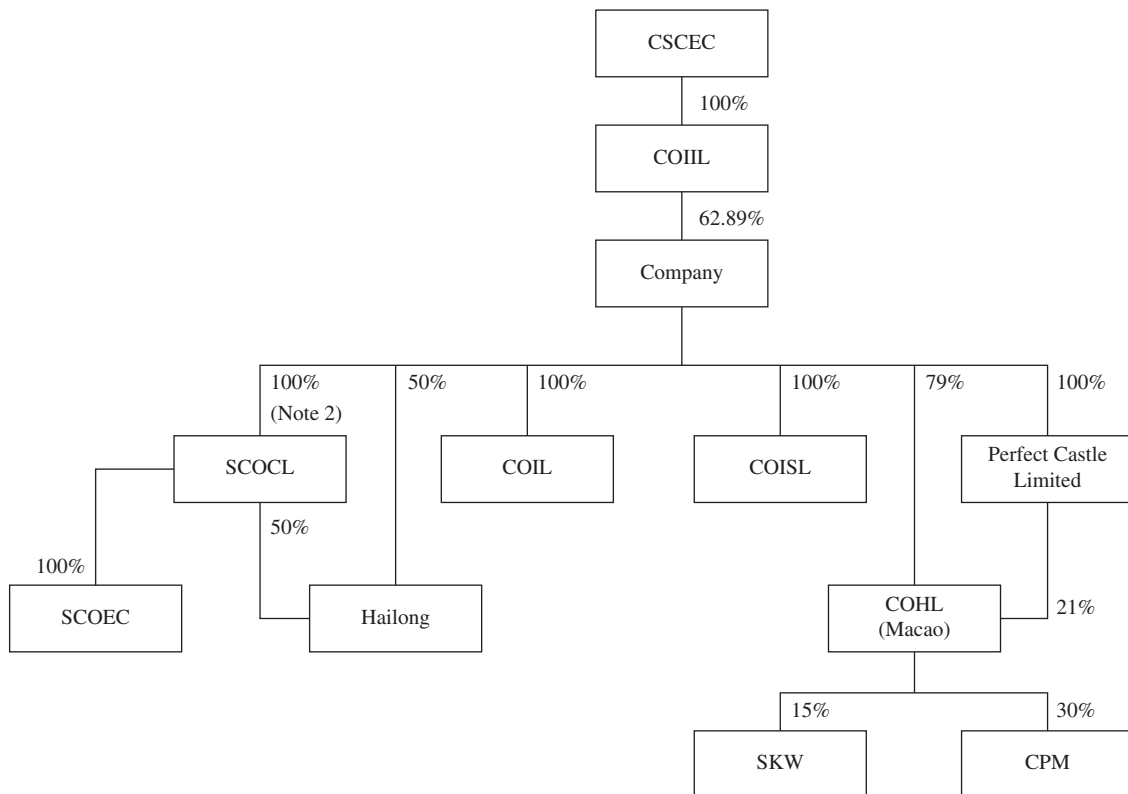 CSCEC
100%
COIIL
62.89%
Company
100%
(Note 2)
50%
100%
100%
79%
100%
SCOCL
COIL
COISL
Perfect Castle
Limited
50%
100%
SCOEC
Hailong
COHL
(Macao)
21%
15%
30%
SKW
CPM